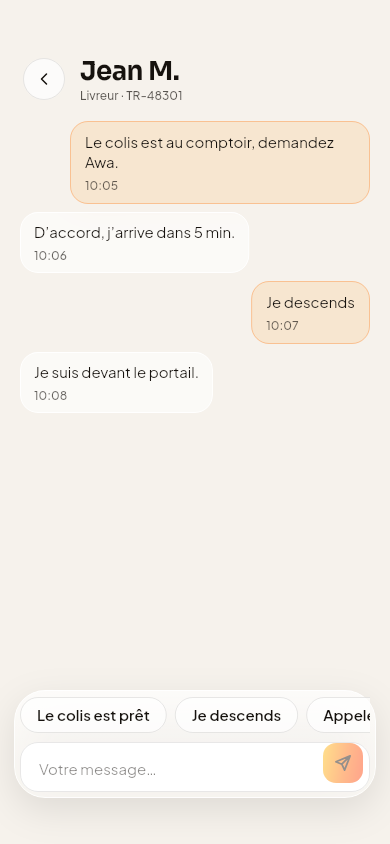 Jean M.
Livreur · TR-48301
Le colis est au comptoir, demandez
Awa.
10:05
D'accord, j'arrive dans 5 min.
10:06
Je descends
10:07
Je suis devant le portail.
10:08
Le colis est prêt
Je descends
Appele
Votre message...